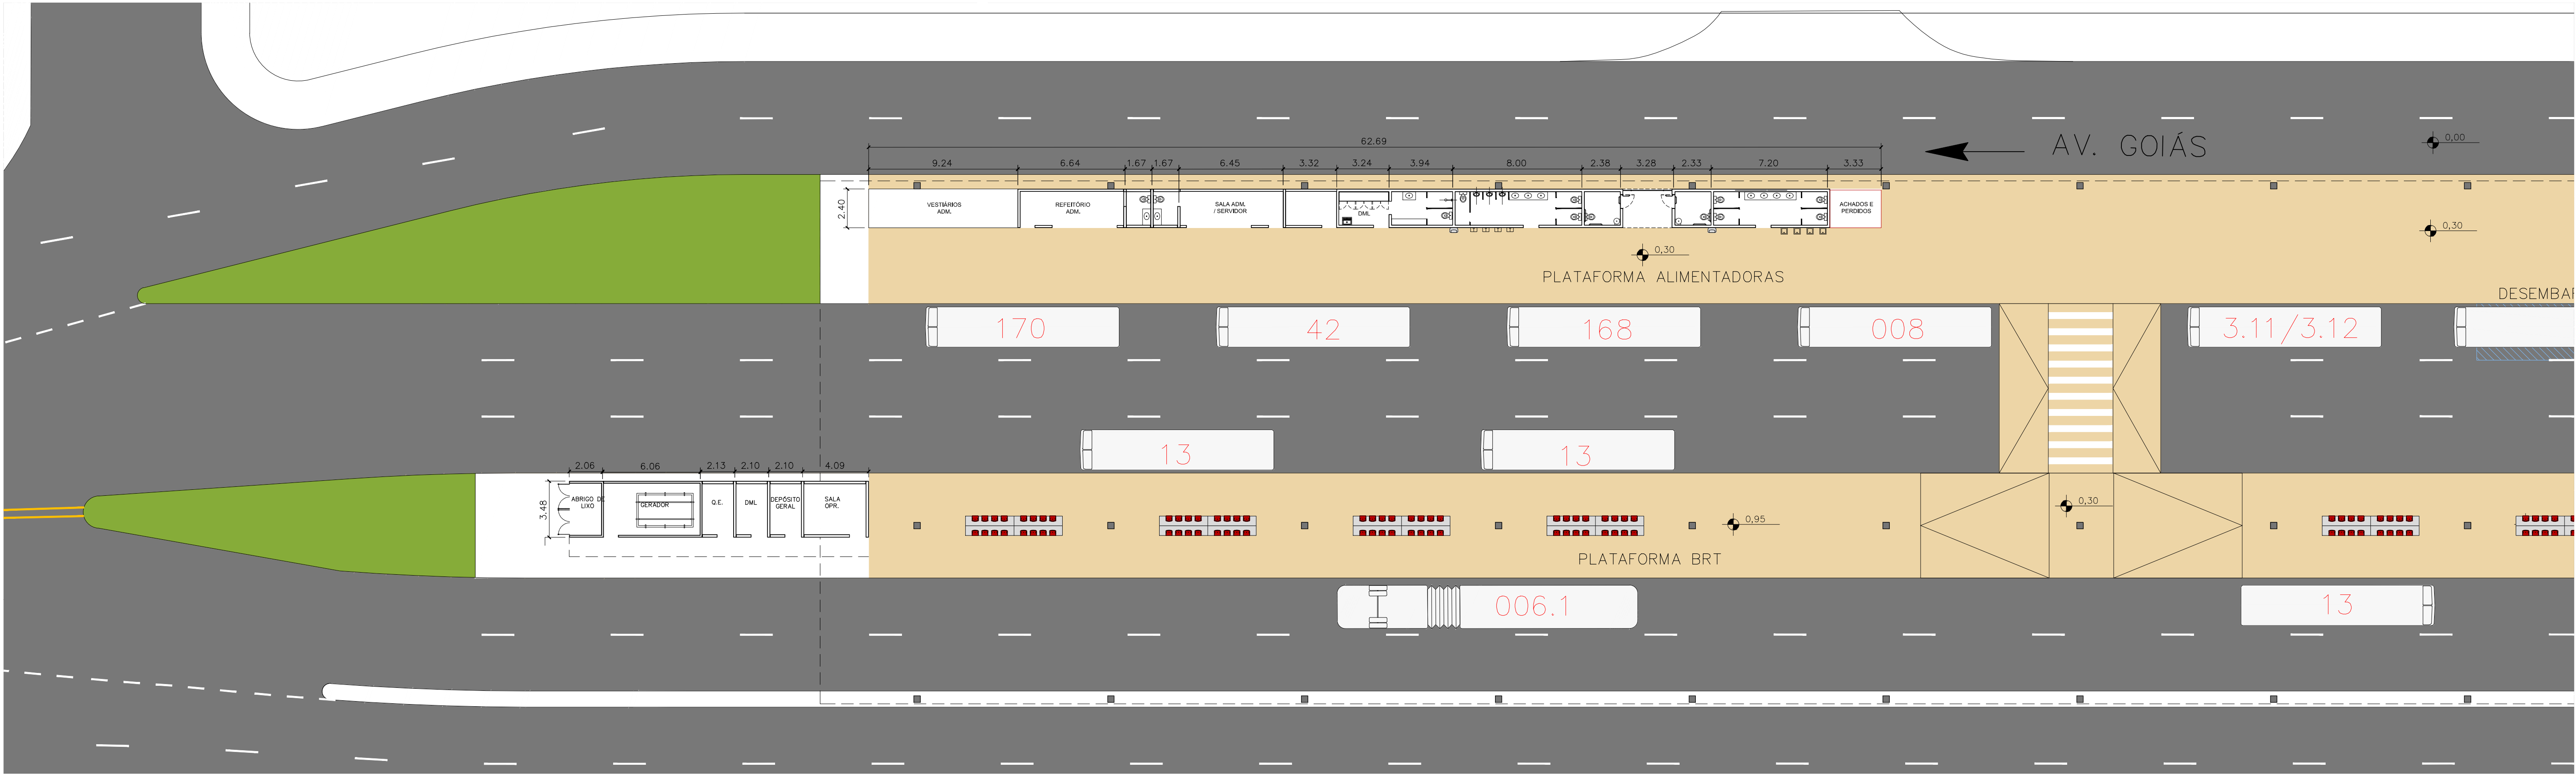 62.69
AV. GOIÁS
0,00
9.24 6.64 1.67 1.67 6.45 3.32 3.24 3.94 8.00 2.38 3.28 2.33 7.20 3.33
2.40
VESTIÁRIOS
ADM.
REFEITÓRIO
ADM.
SALA ADM.
/ SERVIDOR
DML
ACHADOS E
PERDIDOS
0,30
0,30
PLATAFORMA ALIMENTADORAS
DESEMBAR
170
42
168
008
3.11/3.12
13
13
2.06 6.06 2.13 2.10 2.10 4.09
3.48
ABRIGO DE
LIXO
GERADOR
Q.E.
DML
DEPÓSITO
GERAL
SALA
OPR.
0,95
0,30
PLATAFORMA BRT
006.1
13